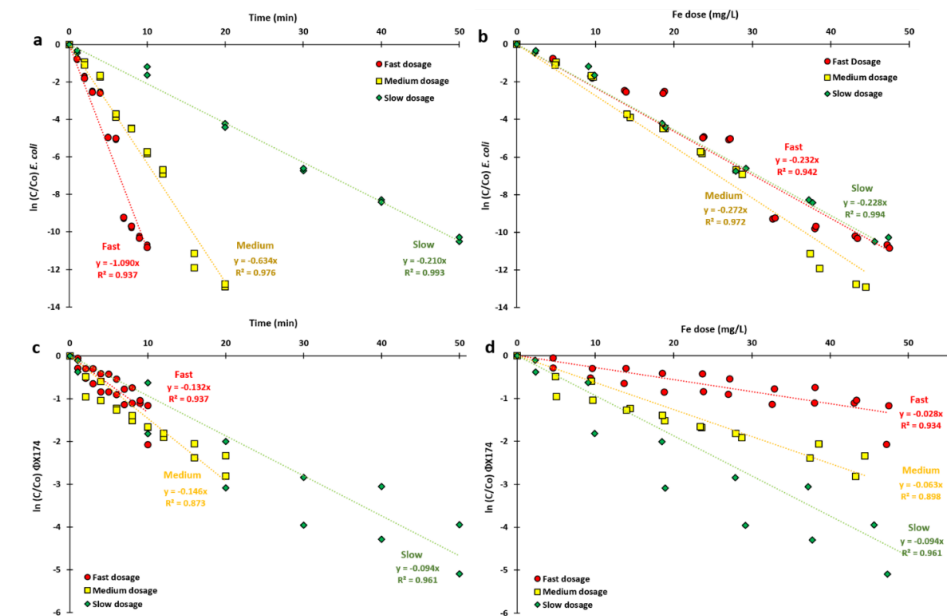 Time (min)
0 10 20 30 40 50
0
-2
-4
-6
-8
-10
-12
-14
ln (C/Co) E. coli
a
Fast dosage
Medium dosage
Slow dosage
Fast
y = -1.090x
R² = 0.937
Medium
y = -0.634x
R² = 0.976
Slow
y = -0.210x
R² = 0.993
Fe dose (mg/L)
0 10 20 30 40 50
0
-2
-4
-6
-8
-10
-12
-14
ln (C/Co) E. coli
b
Fast Dosage
Medium dosage
Slow dosage
Fast
y = -0.232x
R² = 0.942
Slow
y = -0.228x
R² = 0.994
Medium
y = -0.272x
R² = 0.972
Time (min)
0 10 20 30 40 50
0
-1
-2
-3
-4
-5
-6
ln (C/Co) ΦX174
c
Fast
y = -0.132x
R² = 0.937
Medium
y = -0.146x
R² = 0.873
Slow
y = -0.094x
R² = 0.961
Fast dosage
Medium dosage
Slow dosage
Fe dose (mg/L)
0 10 20 30 40 50
0
-1
-2
-3
-4
-5
-6
ln (C/Co) ΦX174
d
Fast
y = -0.028x
R² = 0.934
Medium
y = -0.063x
R² = 0.898
Slow
y = -0.094x
R² = 0.961
Fast dosage
Medium dosage
Slow dosage